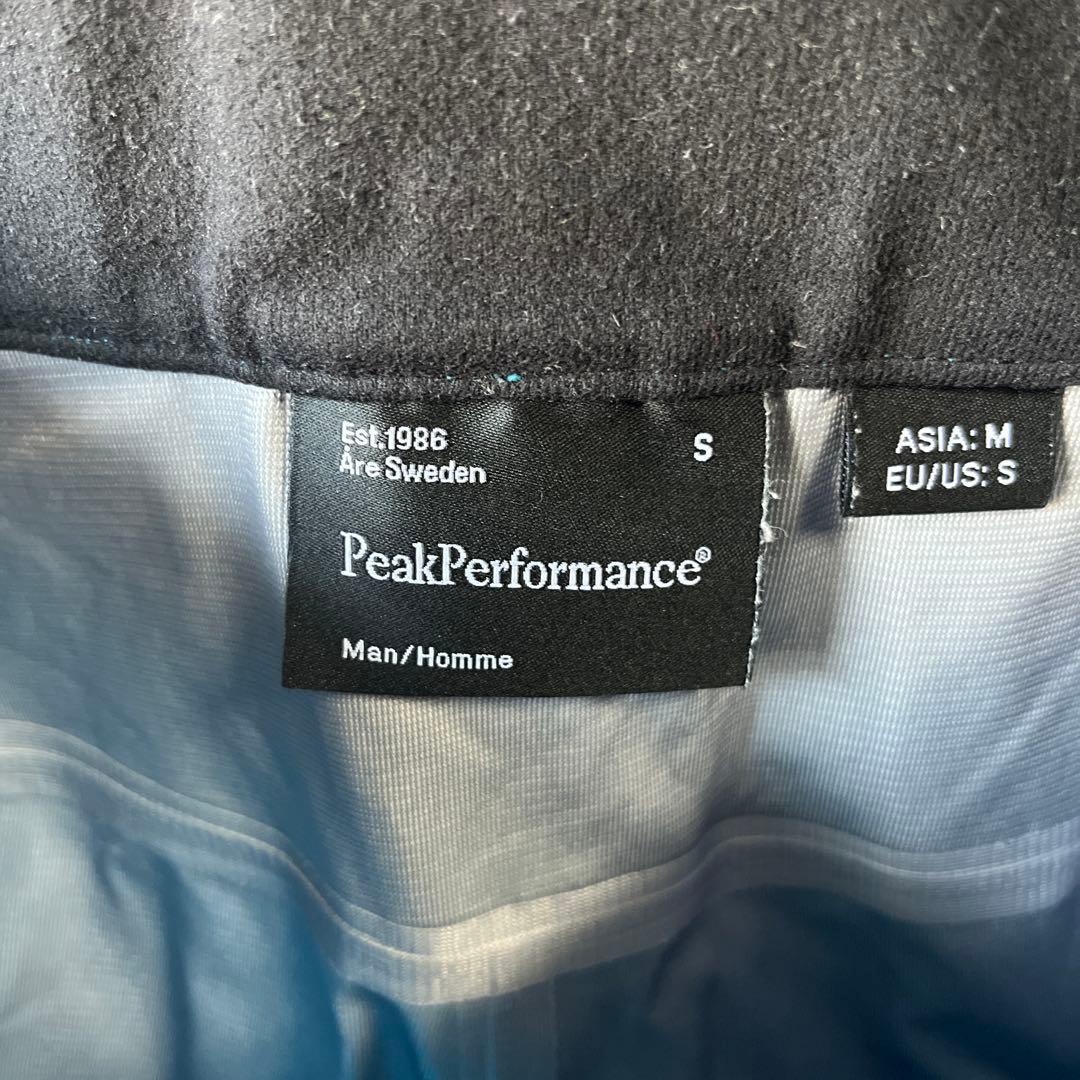 Est.1986
Åre Sweden
S
PeakPerformance®
Man/Homme
ASIA: M
EU/US: S